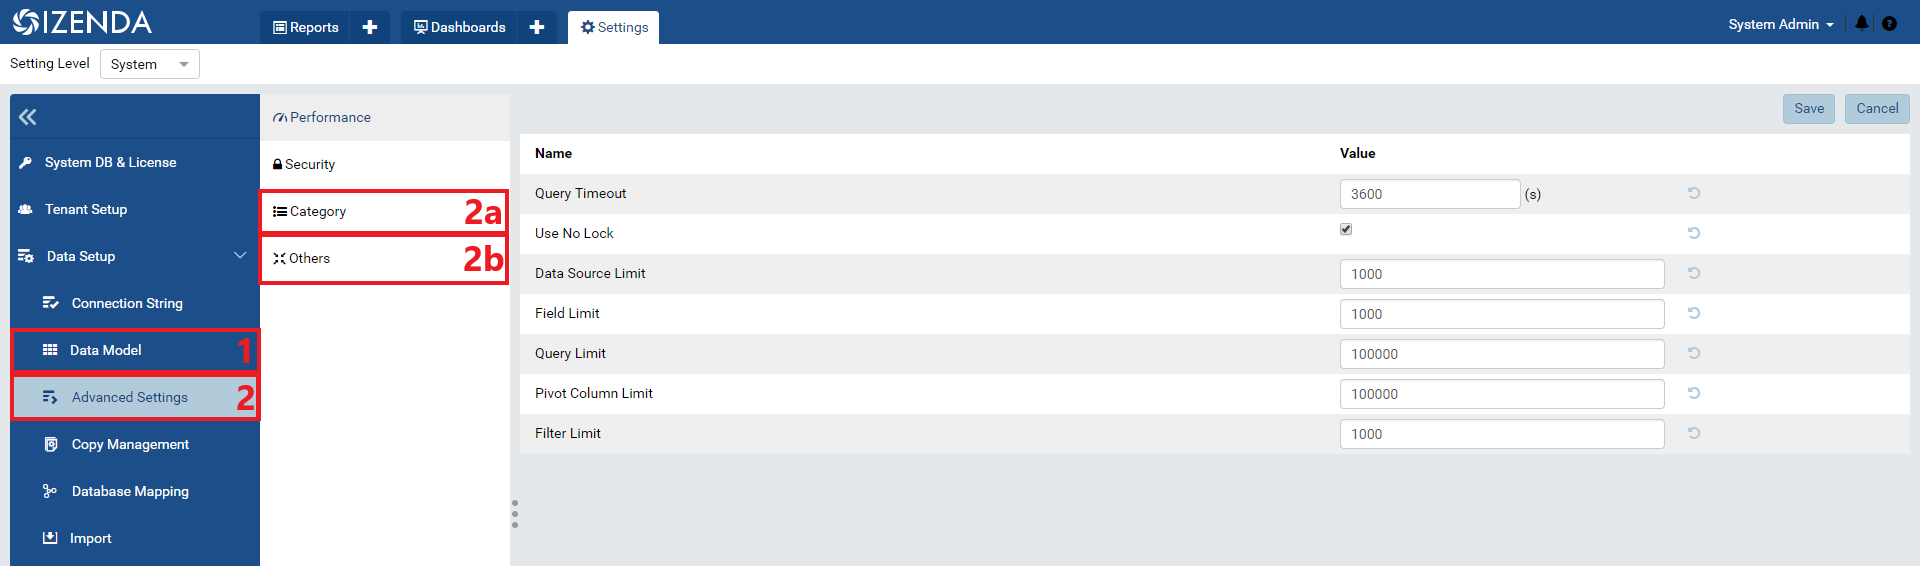 IZENDA
Reports
Dashboards
Settings
System Admin
Setting Level
System
Save
Cancel
System DB & License
Tenant Setup
Data Setup
Connection String
Data Model 1
Advanced Settings 2
Copy Management
Database Mapping
Import
Performance
Security
Category 2a
Others 2b
Name Value
Query Timeout 3600 (s)
Use No Lock
Data Source Limit 1000
Field Limit 1000
Query Limit 100000
Pivot Column Limit 100000
Filter Limit 1000